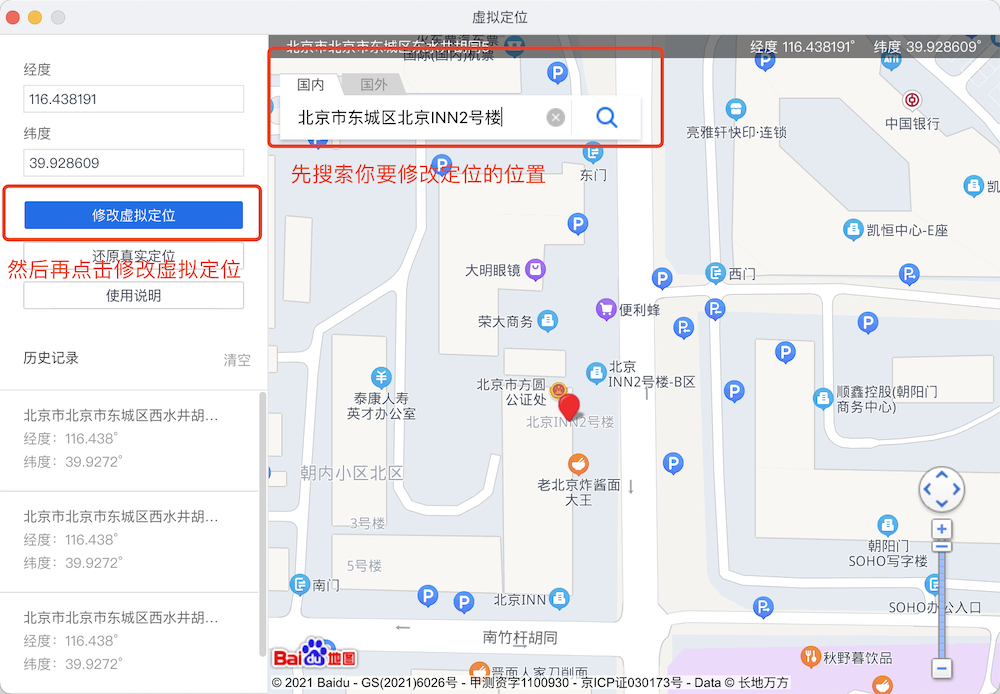 虚拟定位
经度
116.438191
纬度
39.928609
修改虚拟定位
还原真实定位
然后再点击修改虚拟定位
使用说明
历史记录
清空
北京市北京市东城区西水井胡...
经度：116.438°
纬度：39.9272°
北京市北京市东城区西水井胡...
经度：116.438°
纬度：39.9272°
北京市北京市东城区西水井胡...
经度：116.438°
纬度：39.9272°
经度 116.438191° 纬度 39.928609°
国际(国内)机票
国内
国外
北京市东城区北京INN2号楼
先搜索你要修改定位的位置
东门
亮雅轩快印·连锁
中国银行
凯
凯恒中心-E座
大明眼镜
西门
便利蜂
荣大商务
北京
INN2号楼-B区
北京市方圆
公证处
北京INN2号楼
泰康人寿
英才办公室
顺鑫控股(朝阳门
商务中心)
朝内小区北区
老北京炸酱面
大王
3号楼
5号楼
朝阳门
SOHO写字楼
南门
北京INN
SOHO办公入口
南竹杆胡同
秋野暮饮品
晋面人家刀削面
Baidu地图
© 2021 Baidu - GS(2021)6026号 - 甲测资字1100930 - 京ICP证030173号 - Data © 长地万方